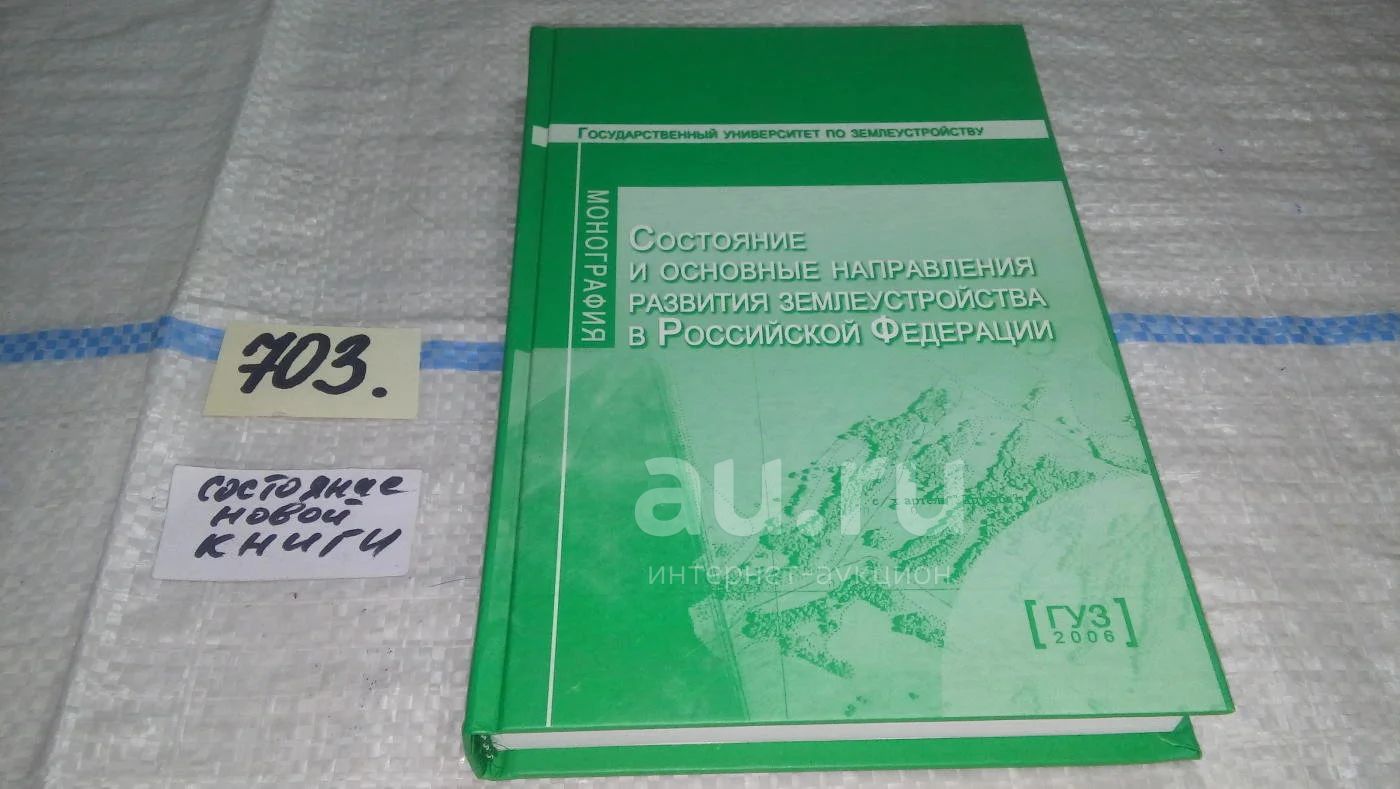 Государственный университет по землеустройству
МОНОГРАФИЯ
Состояние
и основные направления
развития землеустройства
в Российской Федерации
703.
состояние
новой
книги
au.ru
интернет-аукцион
[ГУЗ
2006]